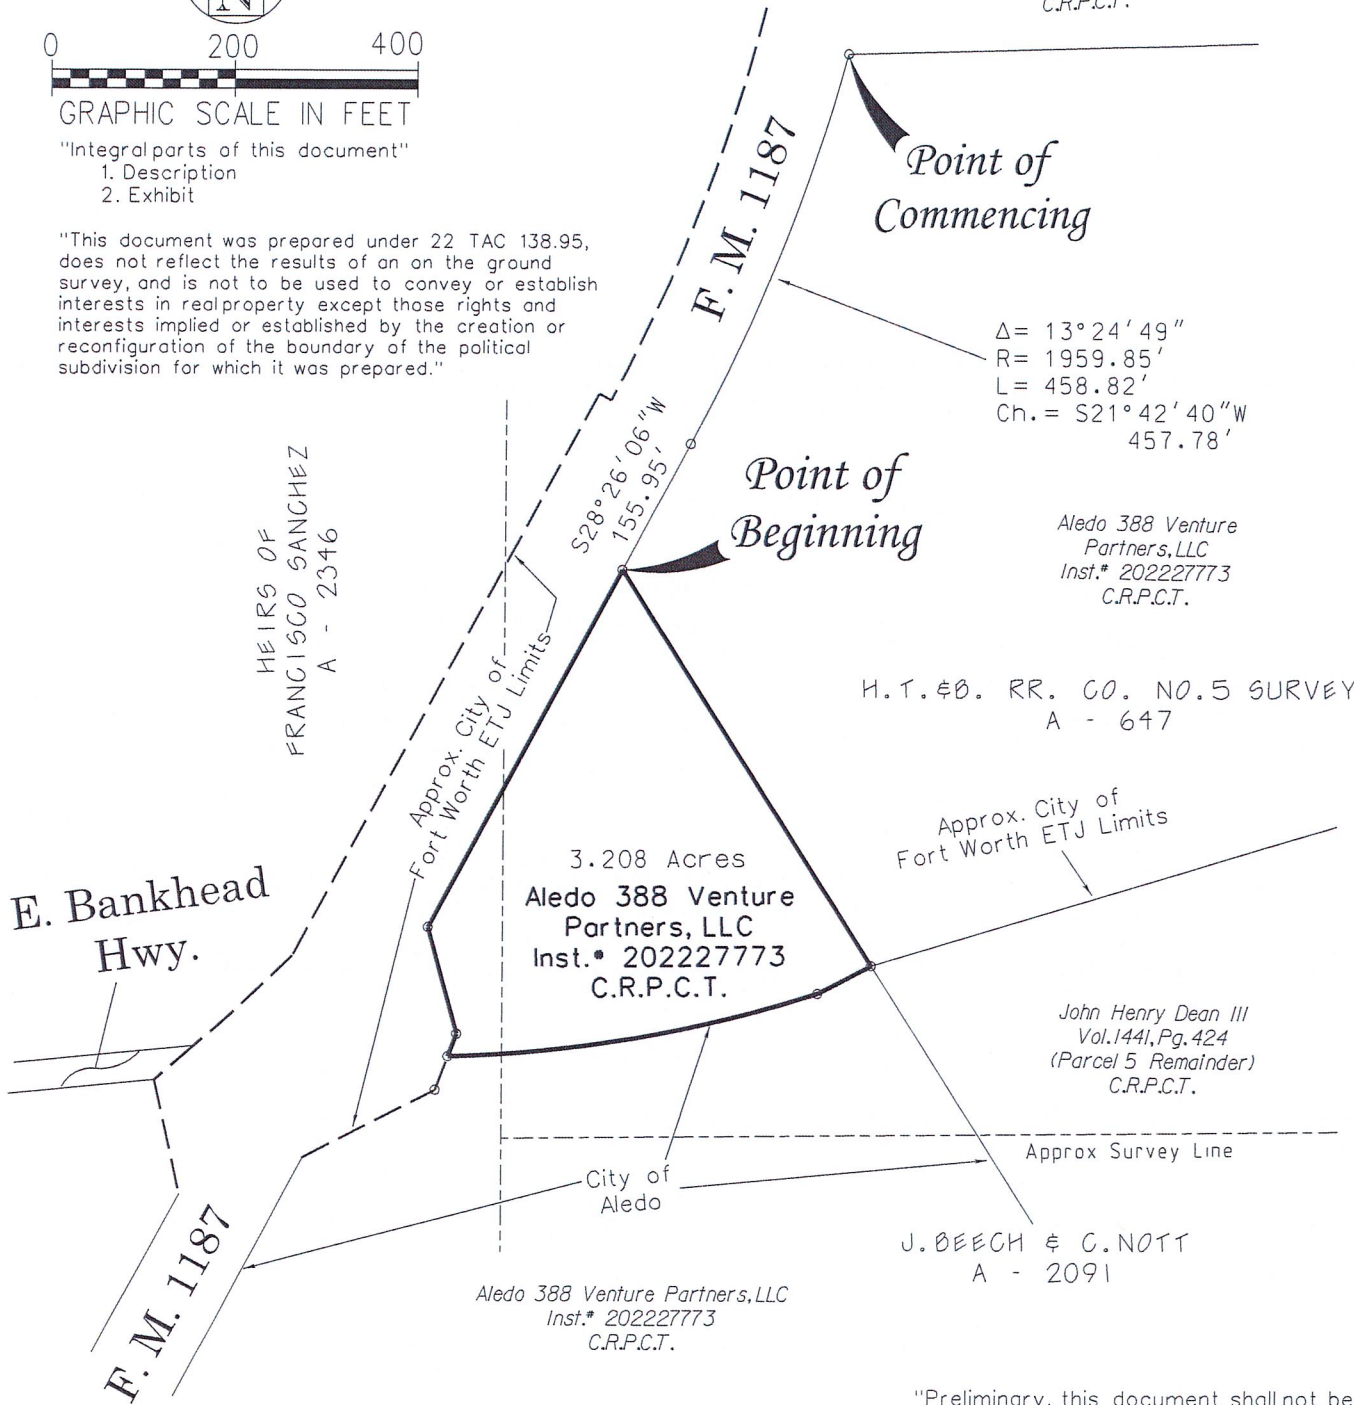 N
C.R.P.C.T.
0 200 400
GRAPHIC SCALE IN FEET
"Integral parts of this document"
1. Description
2. Exhibit
"This document was prepared under 22 TAC 138.95,
does not reflect the results of an on the ground
survey, and is not to be used to convey or establish
interests in real property except those rights and
interests implied or established by the creation or
reconfiguration of the boundary of the political
subdivision for which it was prepared."
F. M. 1187
Point of
Commencing
Δ= 13°24'49"
R= 1959.85'
L= 458.82'
Ch.= S21°42'40"W
457.78'
S28°26'06"W
155.95'
Point of
Beginning
HEIRS OF
FRANCISCO SANCHEZ
A - 2346
Aledo 388 Venture
Partners, LLC
Inst.# 202227773
C.R.P.C.T.
H.T.&B. RR. CO. NO.5 SURVEY
A - 647
Approx. City of
Fort Worth ETJ Limits
Approx. City of
Fort Worth ETJ Limits
3.208 Acres
Aledo 388 Venture
Partners, LLC
Inst.# 202227773
C.R.P.C.T.
E. Bankhead
Hwy.
John Henry Dean III
Vol.1441, Pg. 424
(Parcel 5 Remainder)
C.R.P.C.T.
Approx Survey Line
City of
Aledo
J. BEECH & C. NOTT
A - 2091
F. M. 1187
Aledo 388 Venture Partners, LLC
Inst.# 202227773
C.R.P.C.T.
"Preliminary, this document shall not be